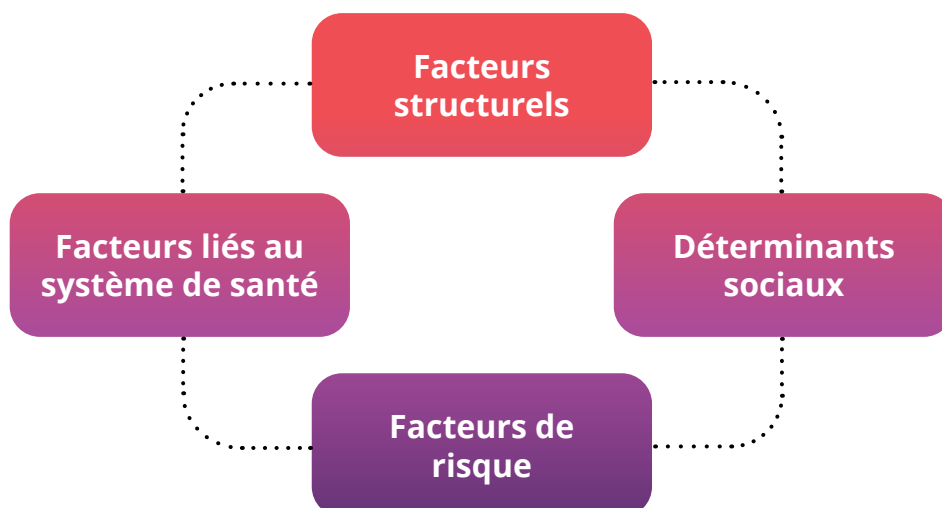 Facteurs
structurels
Facteurs liés au
système de santé
Déterminants
sociaux
Facteurs de
risque